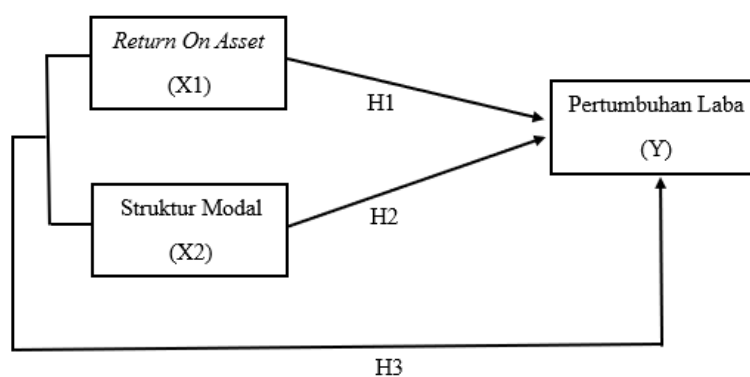 Return On Asset
(X1)
H1
Pertumbuhan Laba
(Y)
Struktur Modal
(X2)
H2
H3